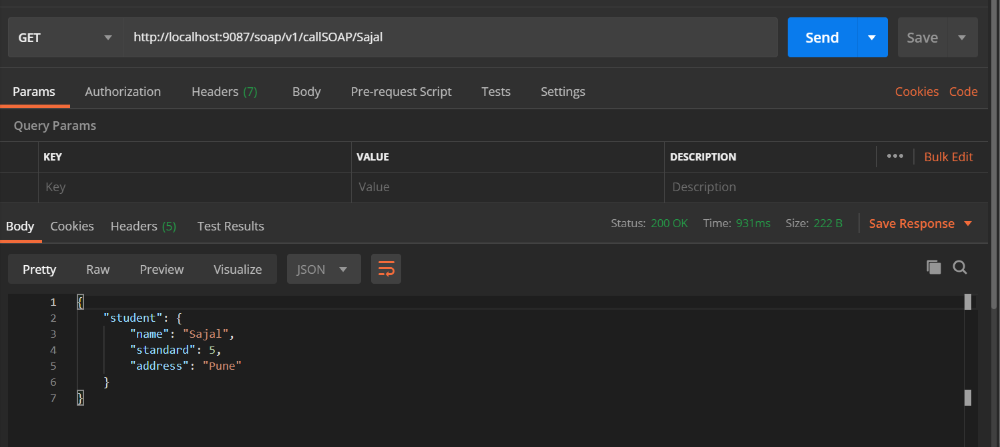 GET http://localhost:9087/soap/v1/callSOAP/Sajal Send Save
Params Authorization Headers (7) Body Pre-request Script Tests Settings Cookies Code
Query Params
KEY VALUE DESCRIPTION ••• Bulk Edit
Key Value Description
Body Cookies Headers (5) Test Results Status: 200 OK Time: 931ms Size: 222 B Save Response
Pretty Raw Preview Visualize JSON
1 {
2 "student": {
3 "name": "Sajal",
4 "standard": 5,
5 "address": "Pune"
6 }
7 }